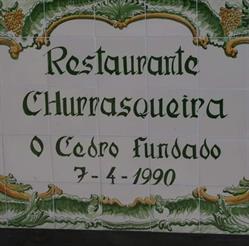 Restaurante
CHurrasqueira
O Cedro Fundado
7-4-1990